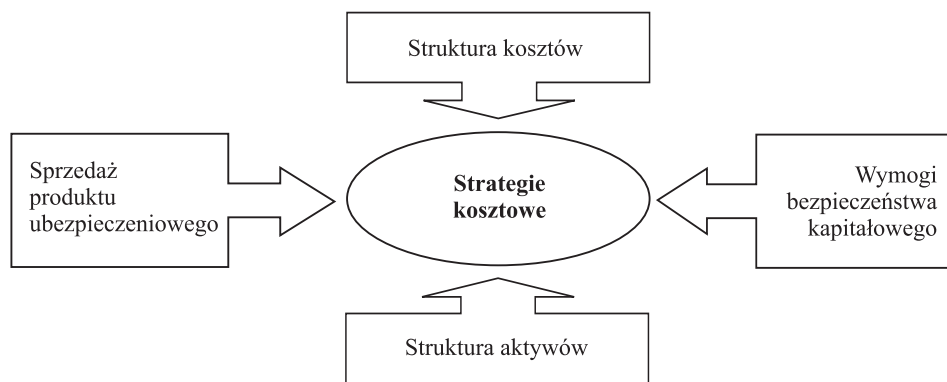 Struktura kosztów
Sprzedaż
produktu
ubezpieczeniowego
Strategie
kosztowe
Wymogi
bezpieczeństwa
kapitałowego
Struktura aktywów